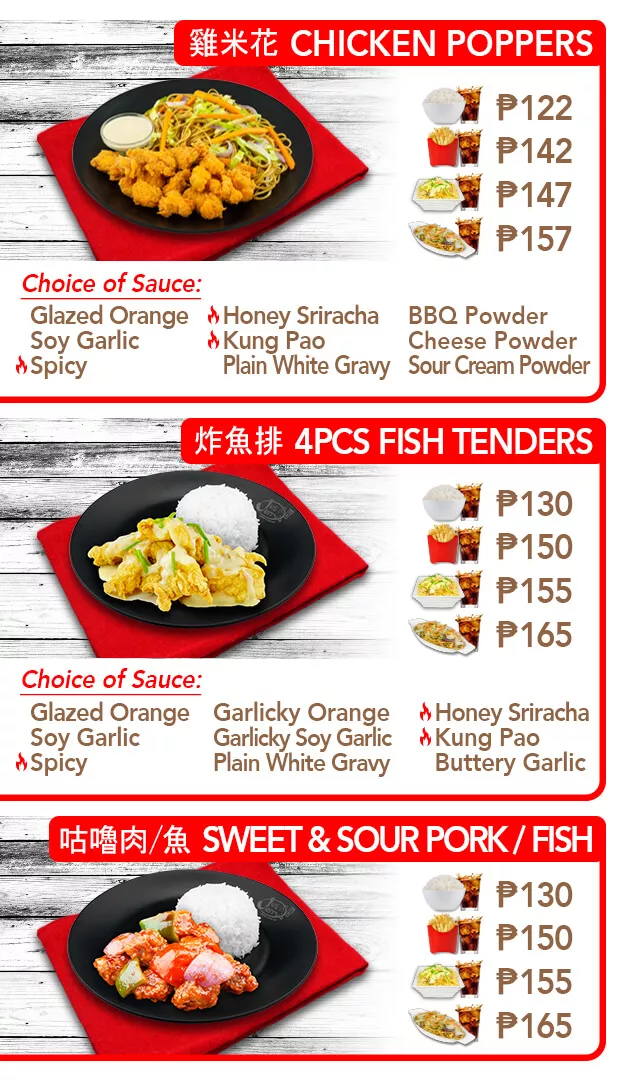 雞米花 CHICKEN POPPERS
₱122
₱142
₱147
₱157
Choice of Sauce:
Glazed Orange Honey Sriracha BBQ Powder
Soy Garlic Kung Pao Cheese Powder
Spicy Plain White Gravy Sour Cream Powder
炸魚排 4PCS FISH TENDERS
₱130
₱150
₱155
₱165
Choice of Sauce:
Glazed Orange Garlicky Orange Honey Sriracha
Soy Garlic Garlicky Soy Garlic Kung Pao
Spicy Plain White Gravy Buttery Garlic
咕嚕肉/魚 SWEET & SOUR PORK / FISH
₱130
₱150
₱155
₱165